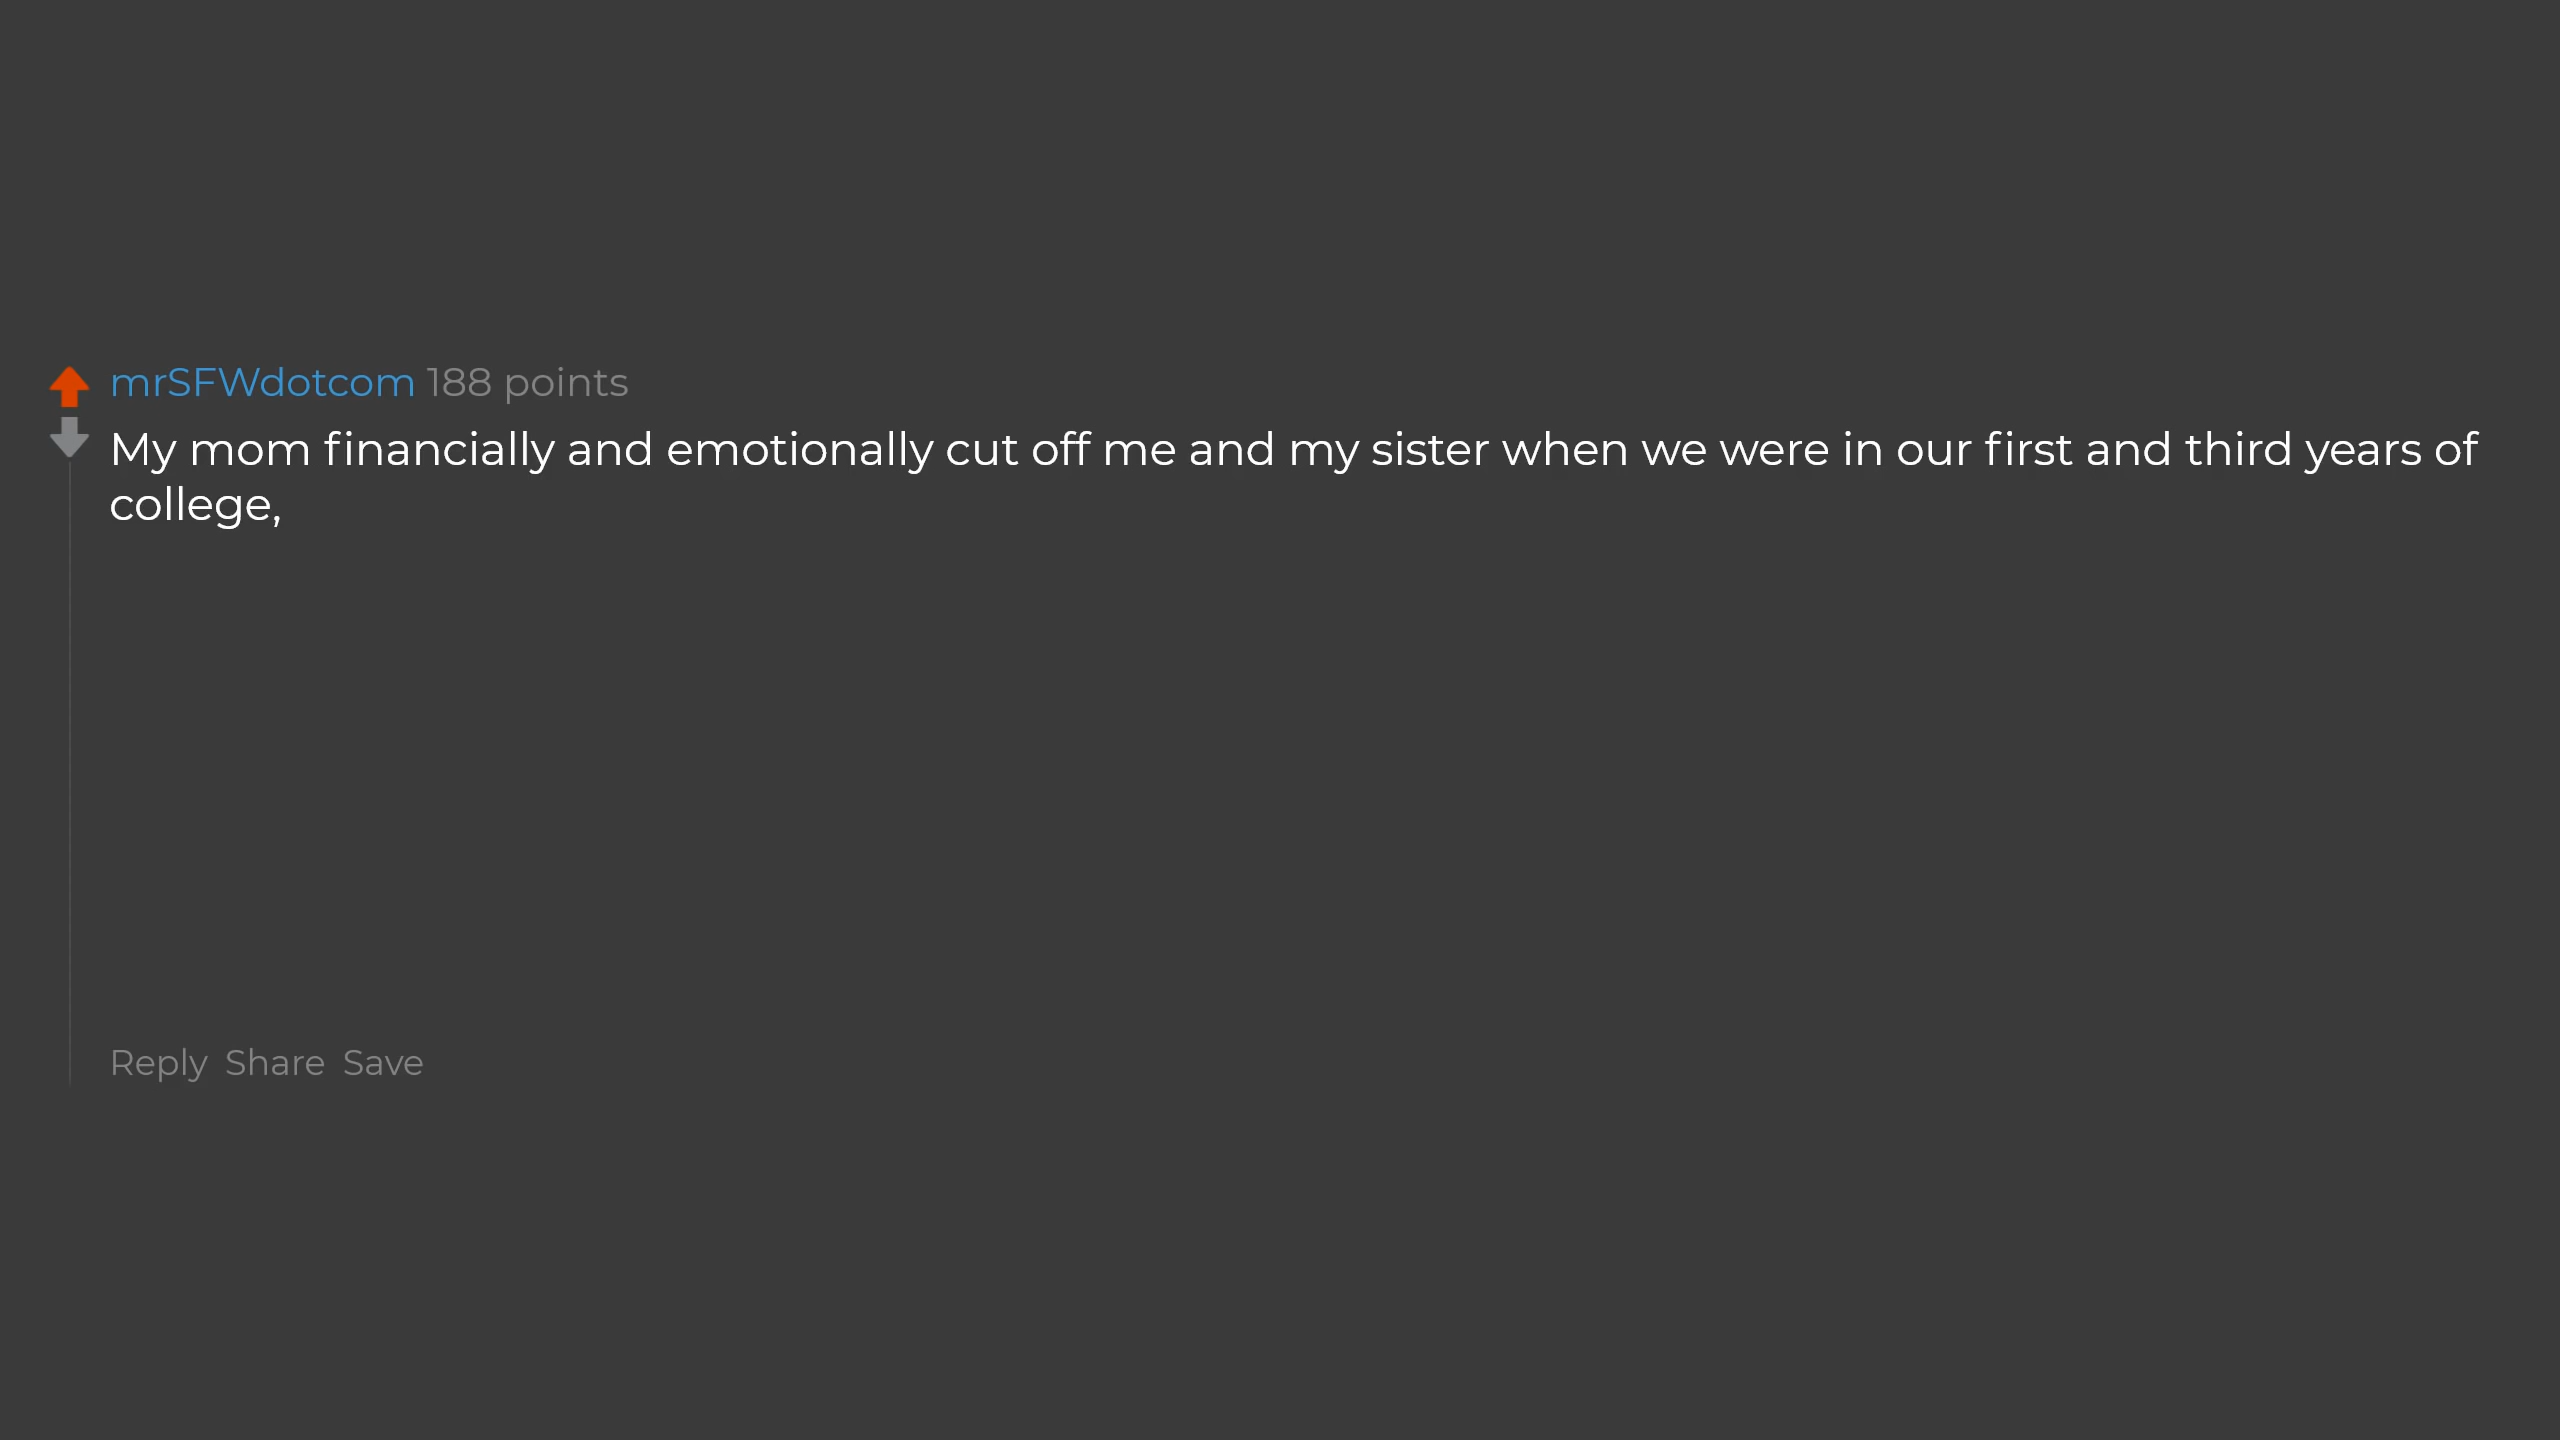 mrSFWdotcom 188 points
My mom financially and emotionally cut off me and my sister when we were in our first and third years of
college,
Reply Share Save